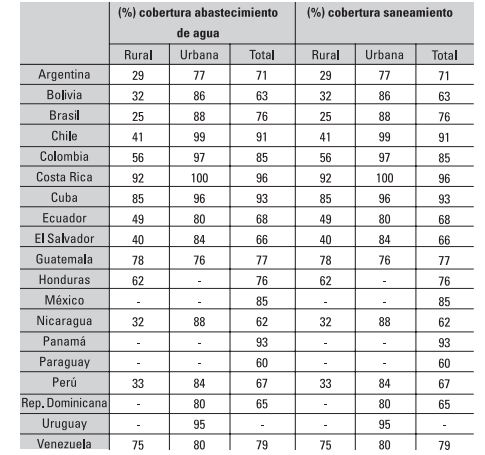 (%) cobertura abastecimiento de agua (%) cobertura saneamiento
Rural Urbana Total Rural Urbana Total
Argentina 29 77 71 29 77 71
Bolivia 32 86 63 32 86 63
Brasil 25 88 76 25 88 76
Chile 41 99 91 41 99 91
Colombia 56 97 85 56 97 85
Costa Rica 92 100 96 92 100 96
Cuba 85 96 93 85 96 93
Ecuador 49 80 68 49 80 68
El Salvador 40 84 66 40 84 66
Guatemala 78 76 77 78 76 77
Honduras 62 - 76 62 - 76
México - - 85 - - 85
Nicaragua 32 88 62 32 88 62
Panamá - - 93 - - 93
Paraguay - - 60 - - 60
Perú 33 84 67 33 84 67
Rep. Dominicana - 80 65 - 80 65
Uruguay - 95 - - 95 -
Venezuela 75 80 79 75 80 79